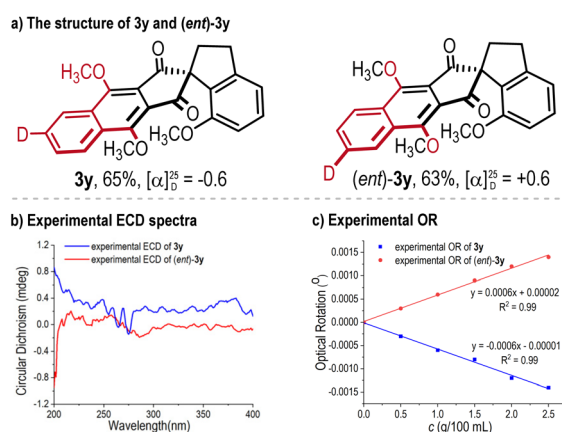 a) The structure of 3y and (ent)-3y
O
H₃CO
D
O
H₃CO
H₃CO
3y, 65%, [α]²⁵D = -0.6
O
H₃CO
D
O
H₃CO
H₃CO
(ent)-3y, 63%, [α]²⁵D = +0.6
b) Experimental ECD spectra
experimental ECD of 3y
experimental ECD of (ent)-3y
Circular Dichroism (mdeg)
1.2
0.6
0.0
-0.6
-1.2
200 250 300 350 400
Wavelength(nm)
c) Experimental OR
experimental OR of 3y
experimental OR of (ent)-3y
Optical Rotation (⁰)
0.0015
0.0010
0.0005
0.0000
-0.0005
-0.0010
-0.0015
y = 0.0006x + 0.00002
R² = 0.99
y = -0.0006x - 0.00001
R² = 0.99
0.0 0.5 1.0 1.5 2.0 2.5
c (g/100 mL)